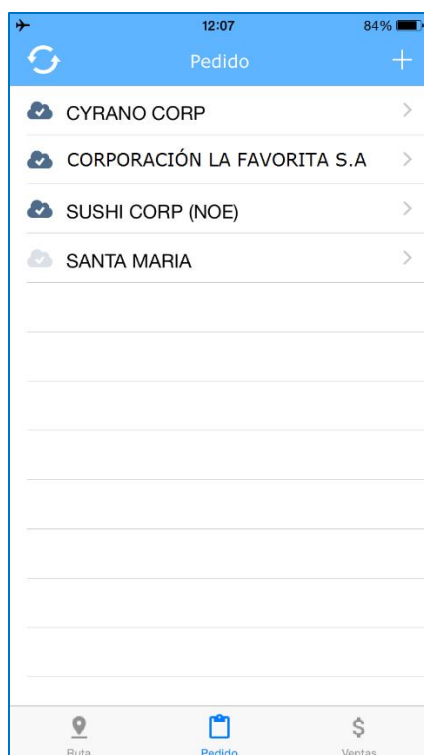 12:07 84%
Pedido
CYRANO CORP
CORPORACIÓN LA FAVORITA S.A
SUSHI CORP (NOE)
SANTA MARIA
Ruta Pedido Ventas